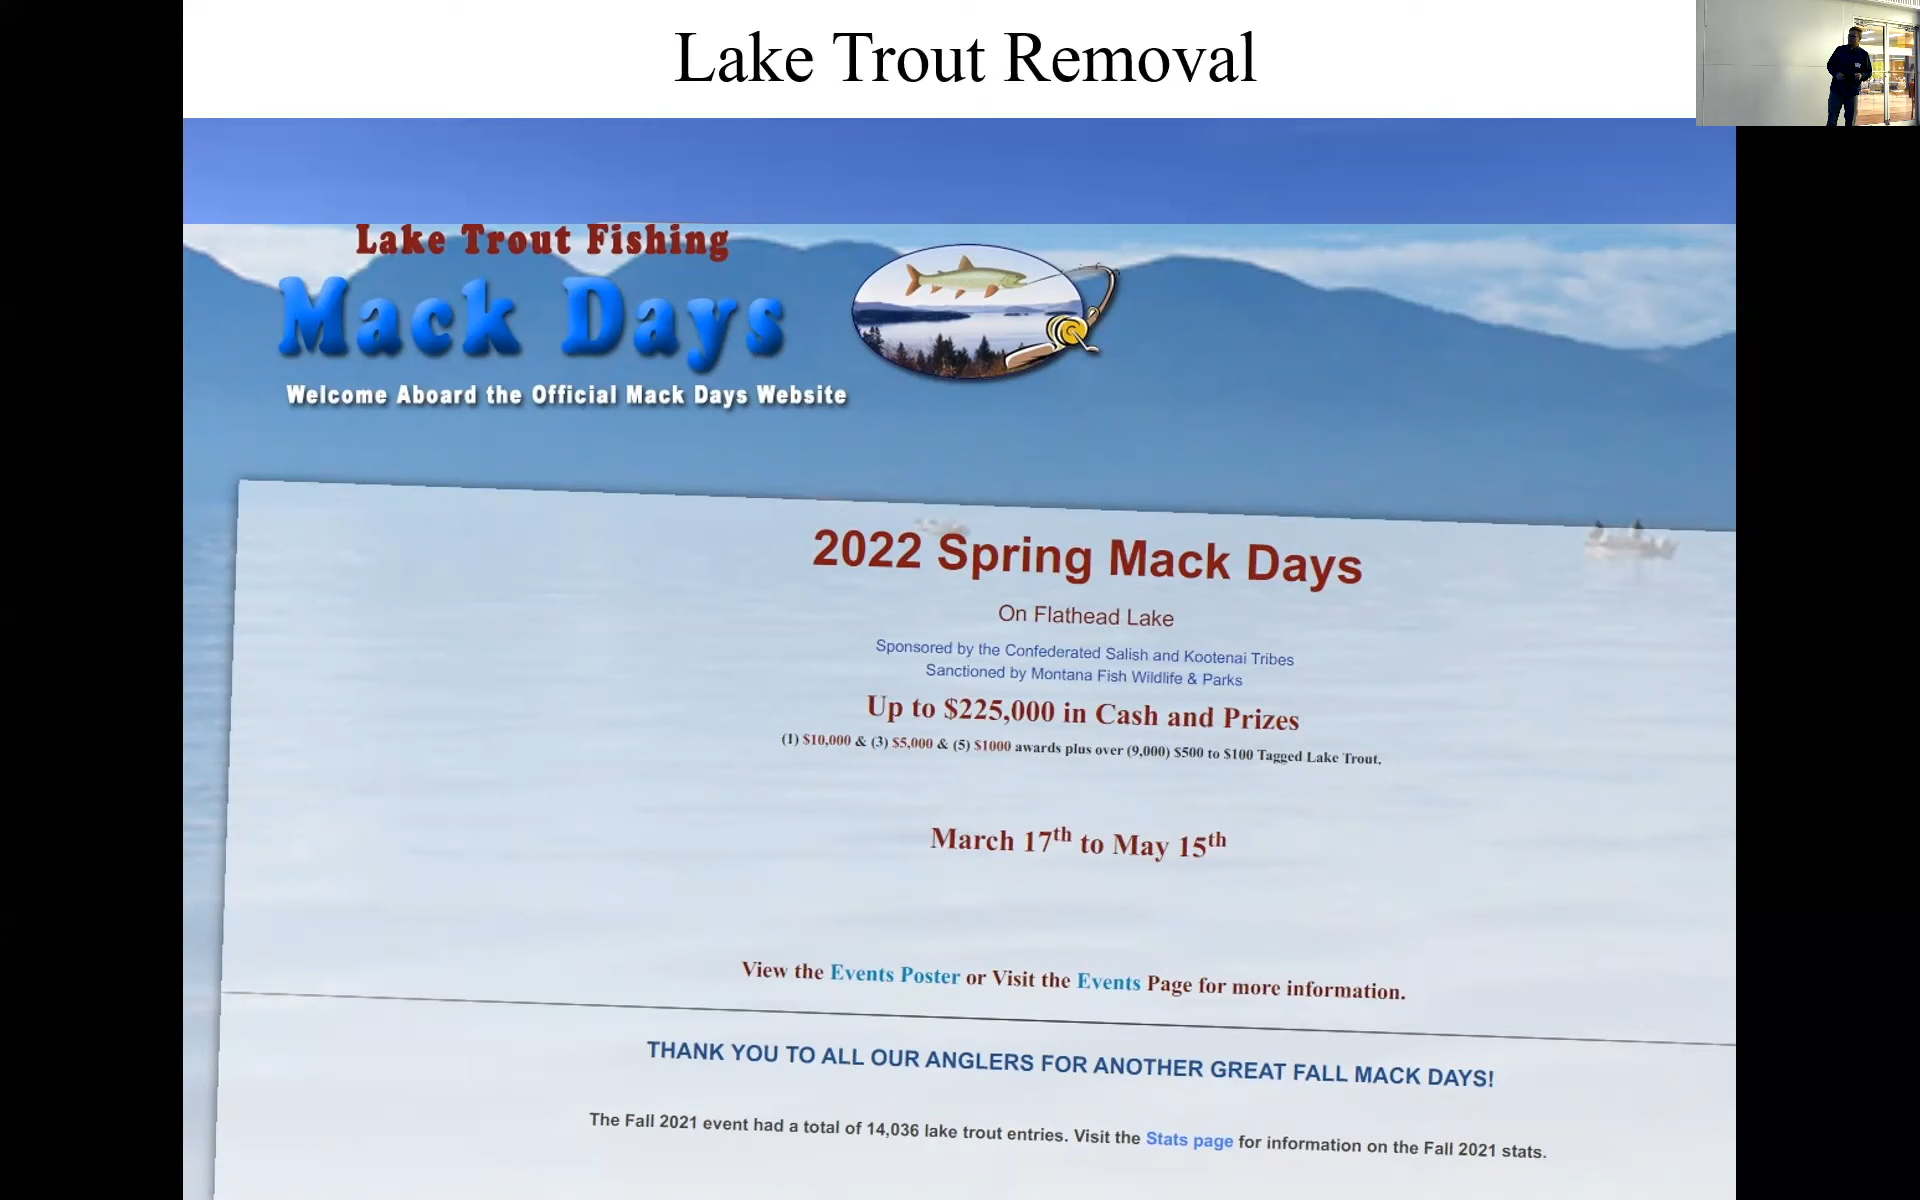 Lake Trout Removal
Lake Trout Fishing
Mack Days
Welcome Aboard the Official Mack Days Website
2022 Spring Mack Days
On Flathead Lake
Sponsored by the Confederated Salish and Kootenai Tribes
Sanctioned by Montana Fish Wildlife & Parks
Up to $225,000 in Cash and Prizes
(1) $10,000 & (3) $5,000 & (5) $1000 awards plus over (9,000) $500 to $100 Tagged Lake Trout.
March 17th to May 15th
View the Events Poster or Visit the Events Page for more information.
THANK YOU TO ALL OUR ANGLERS FOR ANOTHER GREAT FALL MACK DAYS!
The Fall 2021 event had a total of 14,036 lake trout entries. Visit the Stats page for information on the Fall 2021 stats.